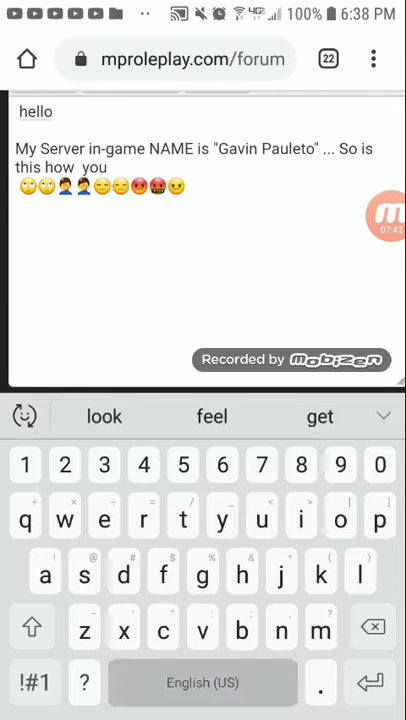 100% 6:38 PM
mproleplay.com/forum 22
hello
My Server in-game NAME is "Gavin Pauleto" ... So is
this how you
07:42
Recorded by mobizen
look feel get
1 2 3 4 5 6 7 8 9 0
+ × ÷ = / _ < > [ ]
q w e r t y u i o p
! @ # $ % ^ & * ( )
a s d f g h j k l
- ' " : ; , ?
z x c v b n m
!#1 ? English (US) .